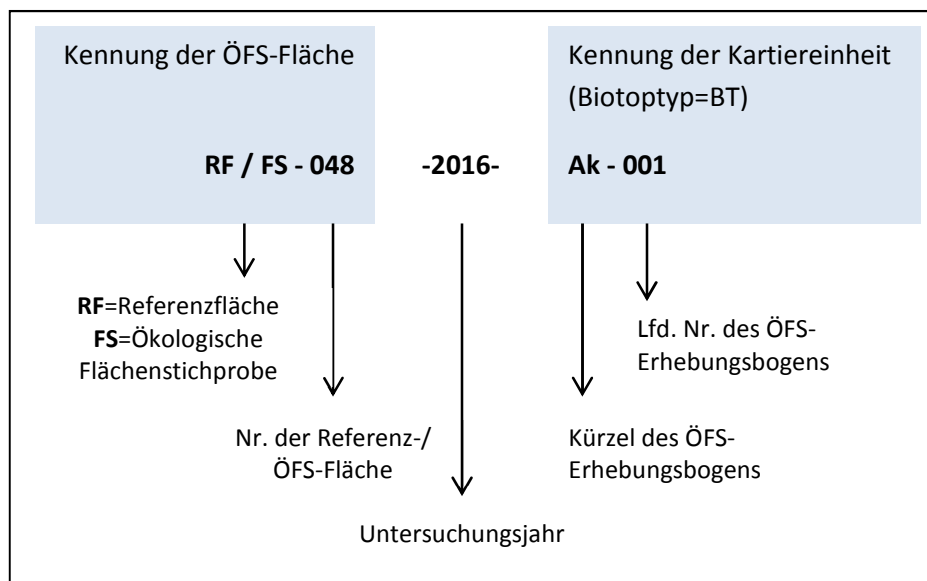 Kennung der ÖFS-Fläche
Kennung der Kartiereinheit
(Biotoptyp=BT)
RF / FS - 048 -2016- Ak - 001
RF=Referenzfläche
FS=Ökologische
Flächenstichprobe
Lfd. Nr. des ÖFS-
Erhebungsbogens
Nr. der Referenz-/
ÖFS-Fläche
Kürzel des ÖFS-
Erhebungsbogens
Untersuchungsjahr